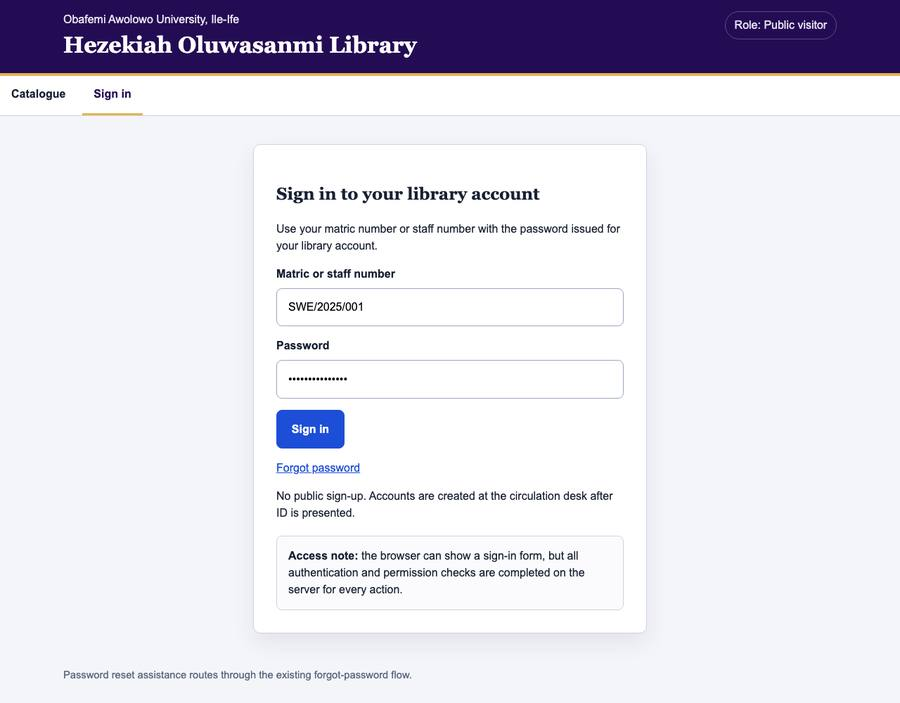 Obafemi Awolowo University, Ile-Ife
Hezekiah Oluwasanmi Library
Role: Public visitor
Catalogue
Sign in
Sign in to your library account
Use your matric number or staff number with the password issued for
your library account.
Matric or staff number
SWE/2025/001
Password
•••••••••••••••
Sign in
Forgot password
No public sign-up. Accounts are created at the circulation desk after
ID is presented.
Access note: the browser can show a sign-in form, but all
authentication and permission checks are completed on the
server for every action.
Password reset assistance routes through the existing forgot-password flow.